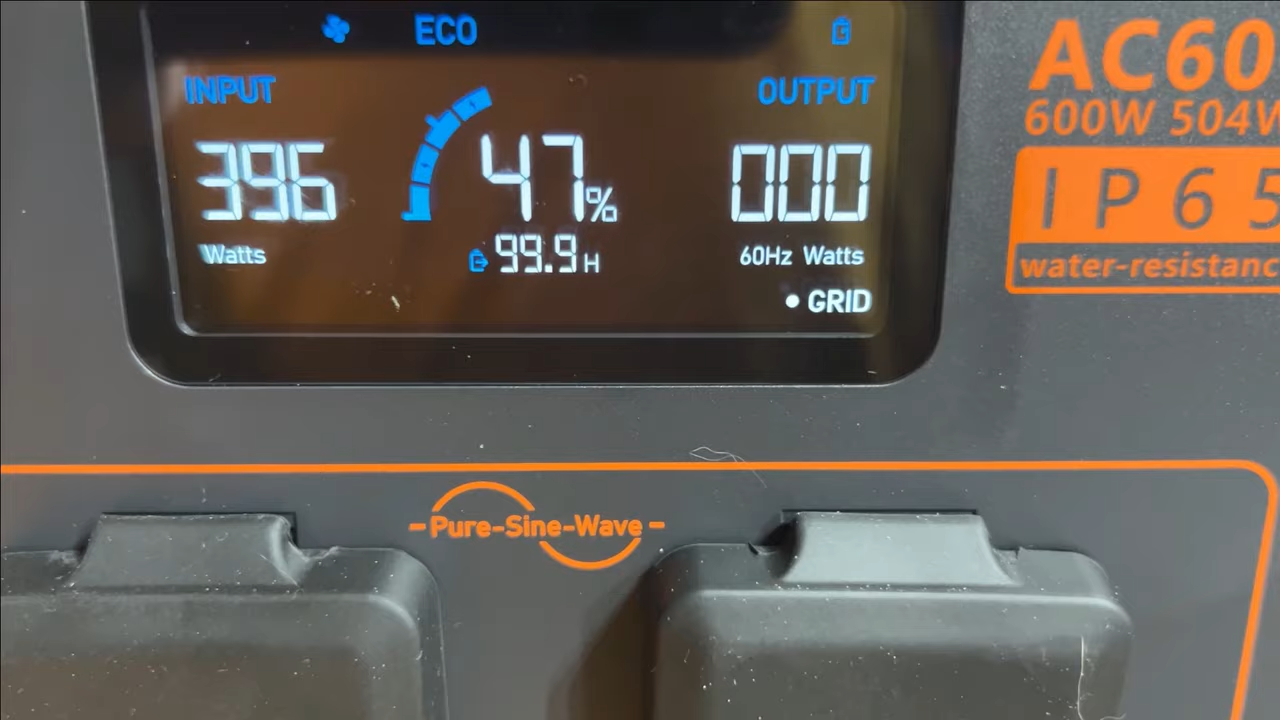 ECO
INPUT
OUTPUT
396
47%
000
Watts
99.9H
60Hz Watts
GRID
AC60
600W 504W
IP65
water-resistanc
-Pure-Sine-Wave-